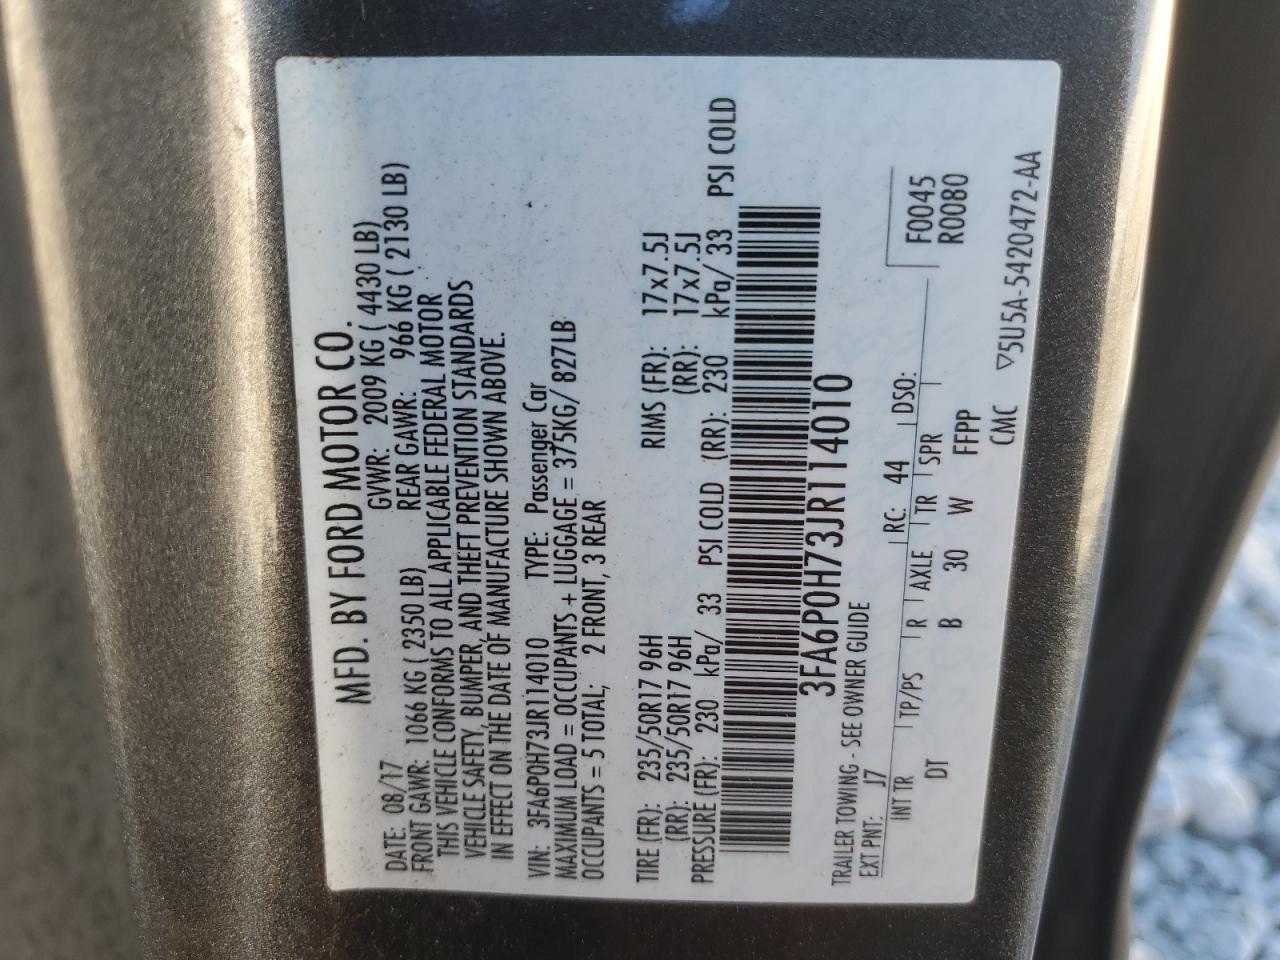 MFD. BY FORD MOTOR CO.
DATE: 08/17 GVWR: 2009 KG ( 4430 LB)
FRONT GAWR: 1066 KG ( 2350 LB) REAR GAWR: 966 KG ( 2130 LB)
THIS VEHICLE CONFORMS TO ALL APPLICABLE FEDERAL MOTOR
VEHICLE SAFETY, BUMPER, AND THEFT PREVENTION STANDARDS
IN EFFECT ON THE DATE OF MANUFACTURE SHOWN ABOVE.
VIN: 3FA6P0H73JR114010 TYPE: Passenger Car
MAXIMUM LOAD = OCCUPANTS + LUGGAGE = 375KG/ 827LB
OCCUPANTS = 5 TOTAL, 2 FRONT, 3 REAR
TIRE (FR): 235/50R17 96H RIMS (FR): 17x7.5J
(RR): 235/50R17 96H (RR): 17x7.5J
PRESSURE (FR): 230 kPa/ 33 PSI COLD (RR): 230 kPa/ 33 PSI COLD
3FA6P0H73JR114010
TRAILER TOWING - SEE OWNER GUIDE
EXT PNT: J7 RC: 44 DSO: F0045
INT TR TP/PS R AXLE TR SPR R0080
DT B 30 W FFPP
CMC ▽5U5A-5420472-AA